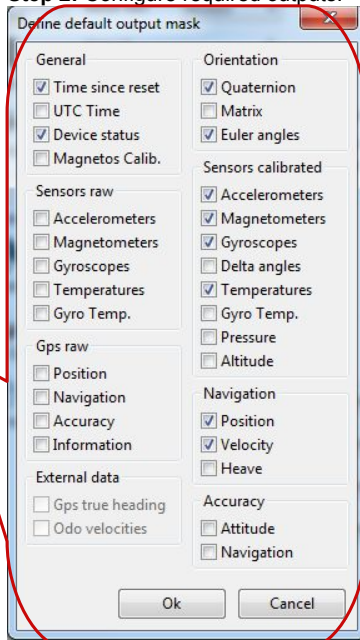 Step 2: Configure required outputs.
Define default output mask
General
Time since reset
UTC Time
Device status
Magnetos Calib.
Sensors raw
Accelerometers
Magnetometers
Gyroscopes
Temperatures
Gyro Temp.
Gps raw
Position
Navigation
Accuracy
Information
External data
Gps true heading
Odo velocities
Orientation
Quaternion
Matrix
Euler angles
Sensors calibrated
Accelerometers
Magnetometers
Gyroscopes
Delta angles
Temperatures
Gyro Temp.
Pressure
Altitude
Navigation
Position
Velocity
Heave
Accuracy
Attitude
Navigation
Ok
Cancel